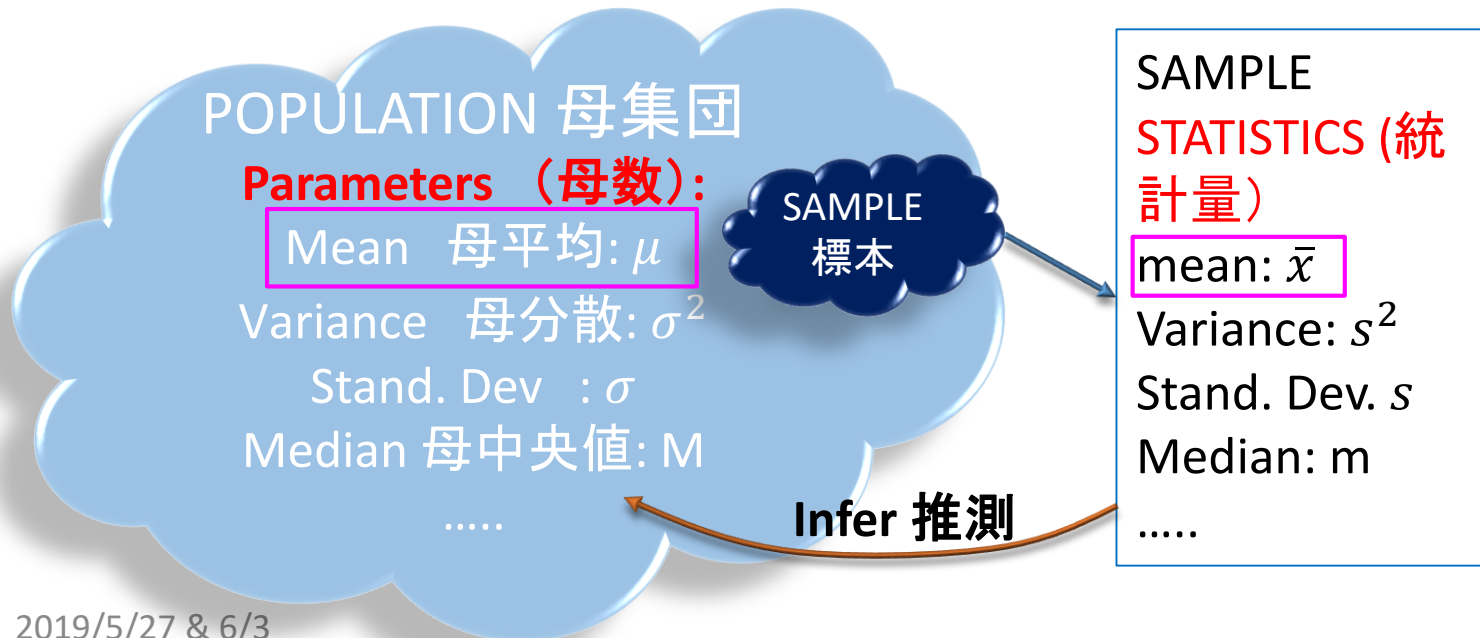 POPULATION 母集団
Parameters （母数）:
Mean 母平均: μ
Variance 母分散: σ²
Stand. Dev : σ
Median 母中央値: M
…..
SAMPLE
標本
Infer 推測
SAMPLE
STATISTICS (統
計量）
mean: x̄
Variance: s²
Stand. Dev. s
Median: m
…..
2019/5/27 & 6/3